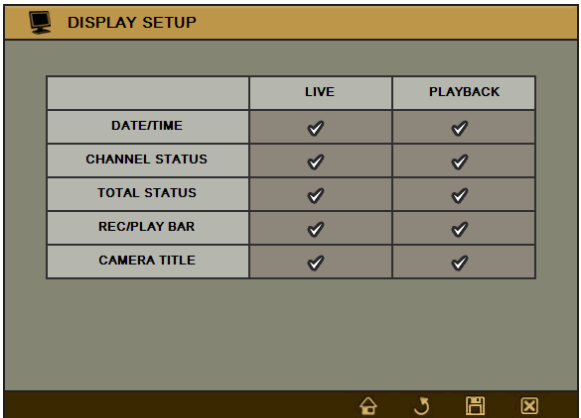 DISPLAY SETUP
LIVE PLAYBACK
DATE/TIME
CHANNEL STATUS
TOTAL STATUS
REC/PLAY BAR
CAMERA TITLE